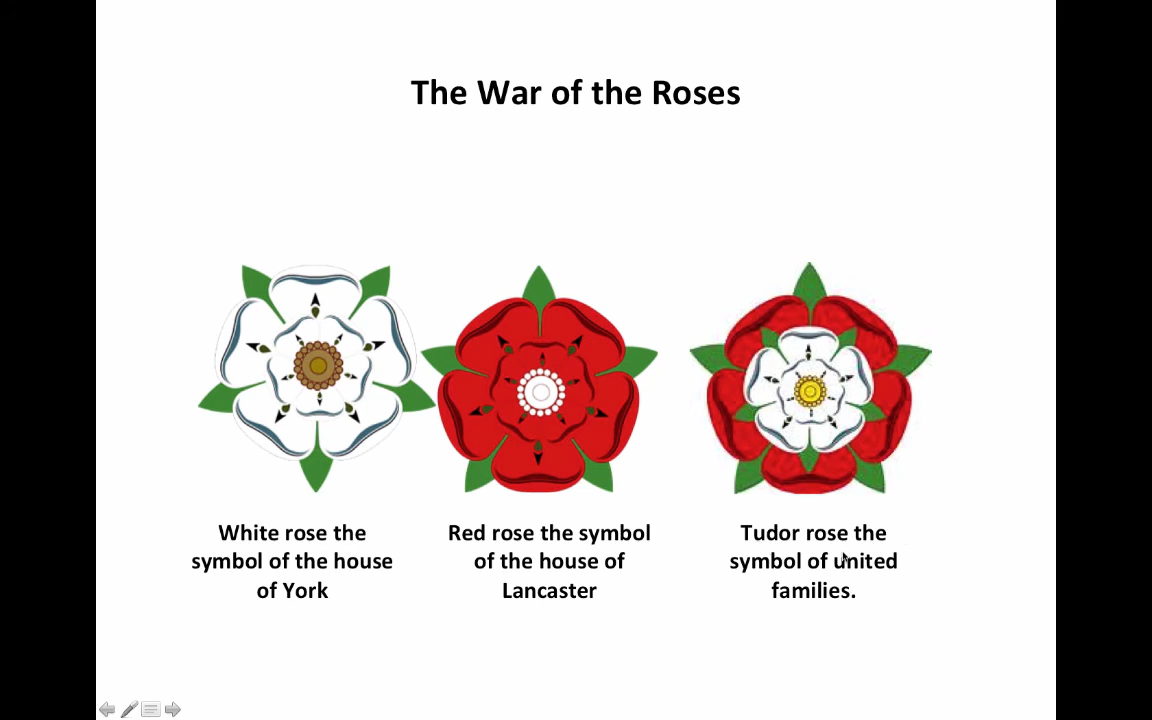 The War of the Roses
White rose the
symbol of the house
of York
Red rose the symbol
of the house of
Lancaster
Tudor rose the
symbol of united
families.